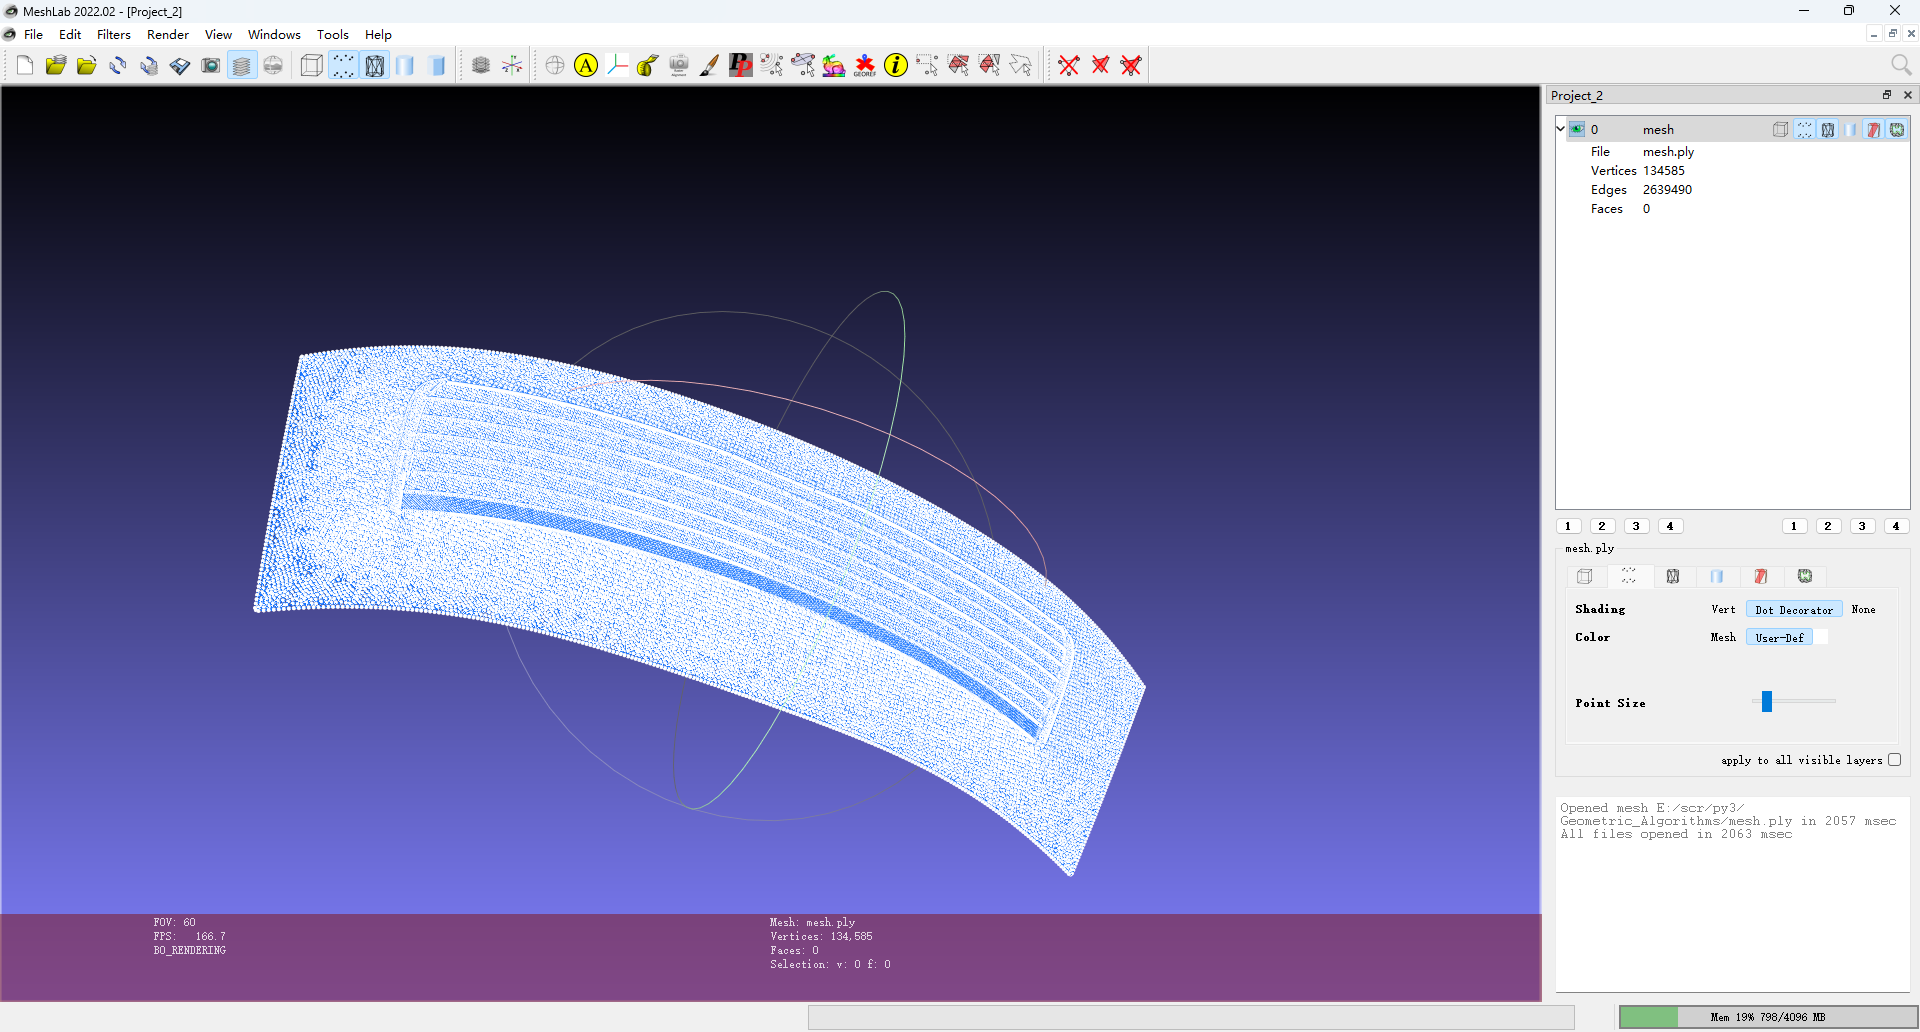 MeshLab 2022.02 - [Project_2]
File Edit Filters Render View Windows Tools Help
A
PP
GEOREF
i
Project_2
0 mesh
File mesh.ply
Vertices 134585
Edges 2639490
Faces 0
1 2 3 4 1 2 3 4
mesh.ply
Shading Vert Dot Decorator None
Color Mesh User-Def
Point Size
apply to all visible layers
Opened mesh E:/scr/py3/
Geometric_Algorithms/mesh.ply in 2057 msec
All files opened in 2063 msec
FOV: 60
FPS: 166.7
BO_RENDERING
Mesh: mesh.ply
Vertices: 134,585
Faces: 0
Selection: v: 0 f: 0
Mem 19% 798/4096 MB